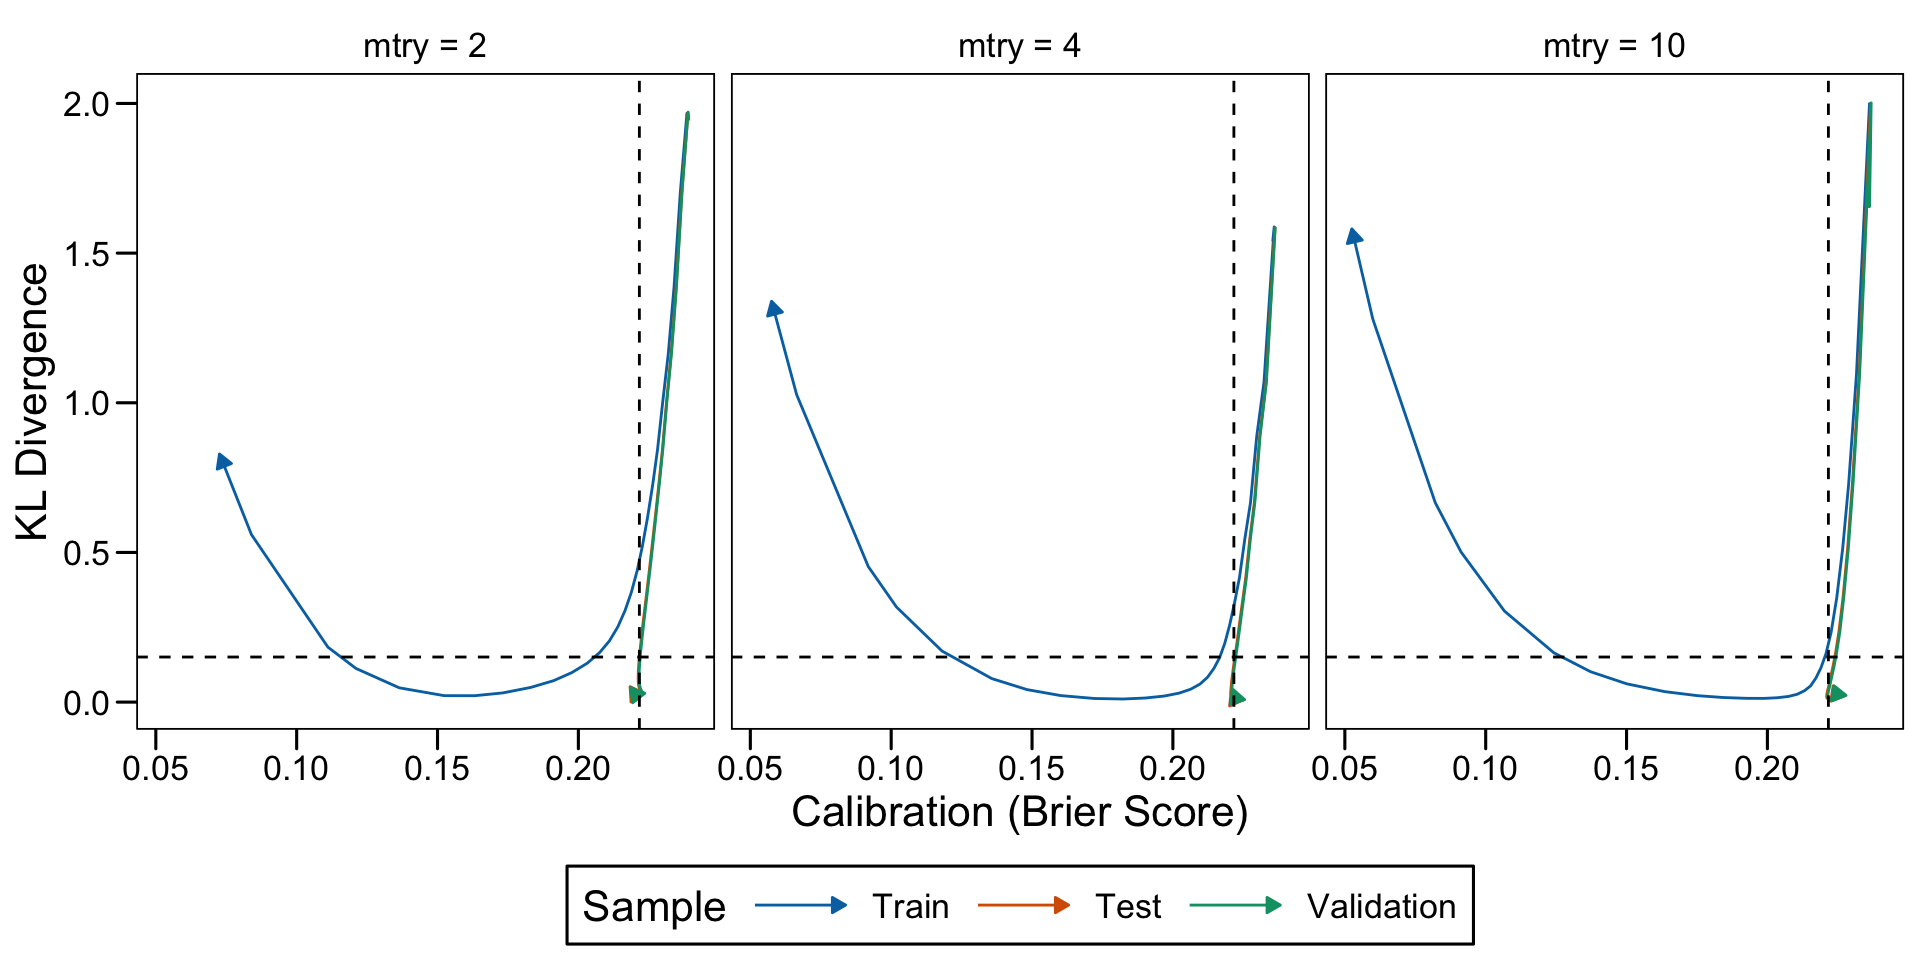 mtry = 2
mtry = 4
mtry = 10
KL Divergence
2.0
1.5
1.0
0.5
0.0
0.05 0.10 0.15 0.20
0.05 0.10 0.15 0.20
0.05 0.10 0.15 0.20
Calibration (Brier Score)
Sample Train Test Validation